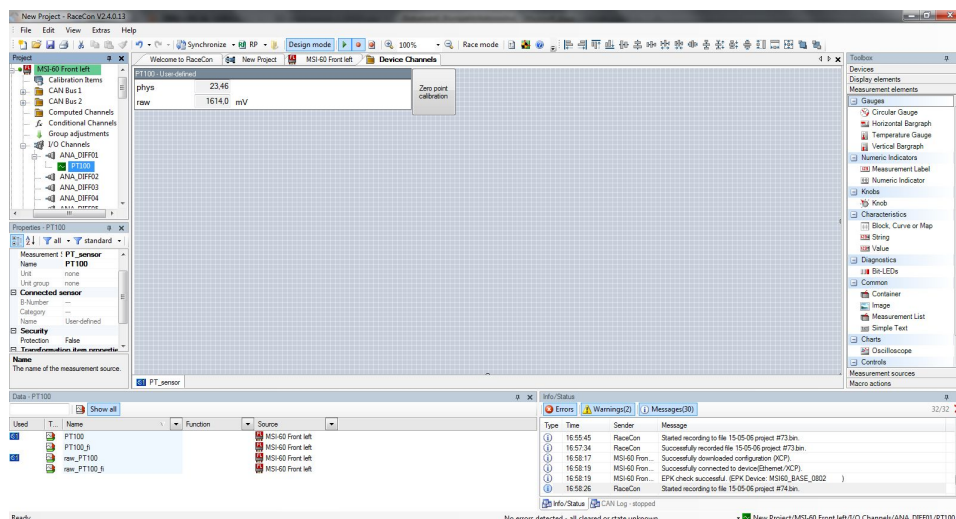 New Project - RaceCon V2.4.0.13
File Edit View Extras Help
Synchronize RP Design mode 100% Race mode
Project
MSI-60 Front left
Calibration Items
CAN Bus 1
CAN Bus 2
Computed Channels
Conditional Channels
Group adjustments
I/O Channels
ANA_DIFF01
PT100
ANA_DIFF02
ANA_DIFF03
ANA_DIFF04
ANA_DIFF05
Welcome to RaceCon New Project MSI-60 Front left Device Channels
PT100 - User-defined
phys 23,46
raw 1614,0 mV
Zero point calibration
PT_sensor
Toolbox
Devices
Display elements
Measurement elements
Gauges
Circular Gauge
Horizontal Bargraph
Temperature Gauge
Vertical Bargraph
Numeric Indicators
Measurement Label
Numeric Indicator
Knobs
Knob
Characteristics
Block, Curve or Map
String
Value
Diagnostics
Bit-LEDs
Common
Container
Image
Measurement List
Simple Text
Charts
Oscilloscope
Controls
Measurement sources
Macro actions
Properties - PT100
all standard
Measurement S PT_sensor
Name PT100
Unit none
Unit group none
Connected sensor
B-Number ---
Category ---
Name User-defined
Security
Protection False
Transformation item propertie
Name
The name of the measurement source.
Data - PT100
Show all
Used T... Name Function Source
PT100 MSI-60 Front left
PT100_fi MSI-60 Front left
raw_PT100 MSI-60 Front left
raw_PT100_fi MSI-60 Front left
Info/Status
Errors Warnings(2) Messages(30) 32/32
Type Time Sender Message
16:55:45 RaceCon Started recording to file 15-05-06 project #73.bin.
16:57:34 RaceCon Successfully recorded file 15-05-06 project #73.bin.
16:58:17 MSI-60 Fron... Successfully downloaded configuration (XCP).
16:58:19 MSI-60 Fron... Successfully connected to device(Ethernet/XCP).
16:58:19 MSI-60 Fron... EPK check successful. (EPK Device: MSI60_BASE_0802 )
16:58:26 RaceCon Started recording to file 15-05-06 project #74.bin.
Info/Status CAN Log - stopped
Ready No errors detected - all cleared or state unknown New Project/MSI-60 Front left/I/O Channels/ANA_DIFF01/PT100